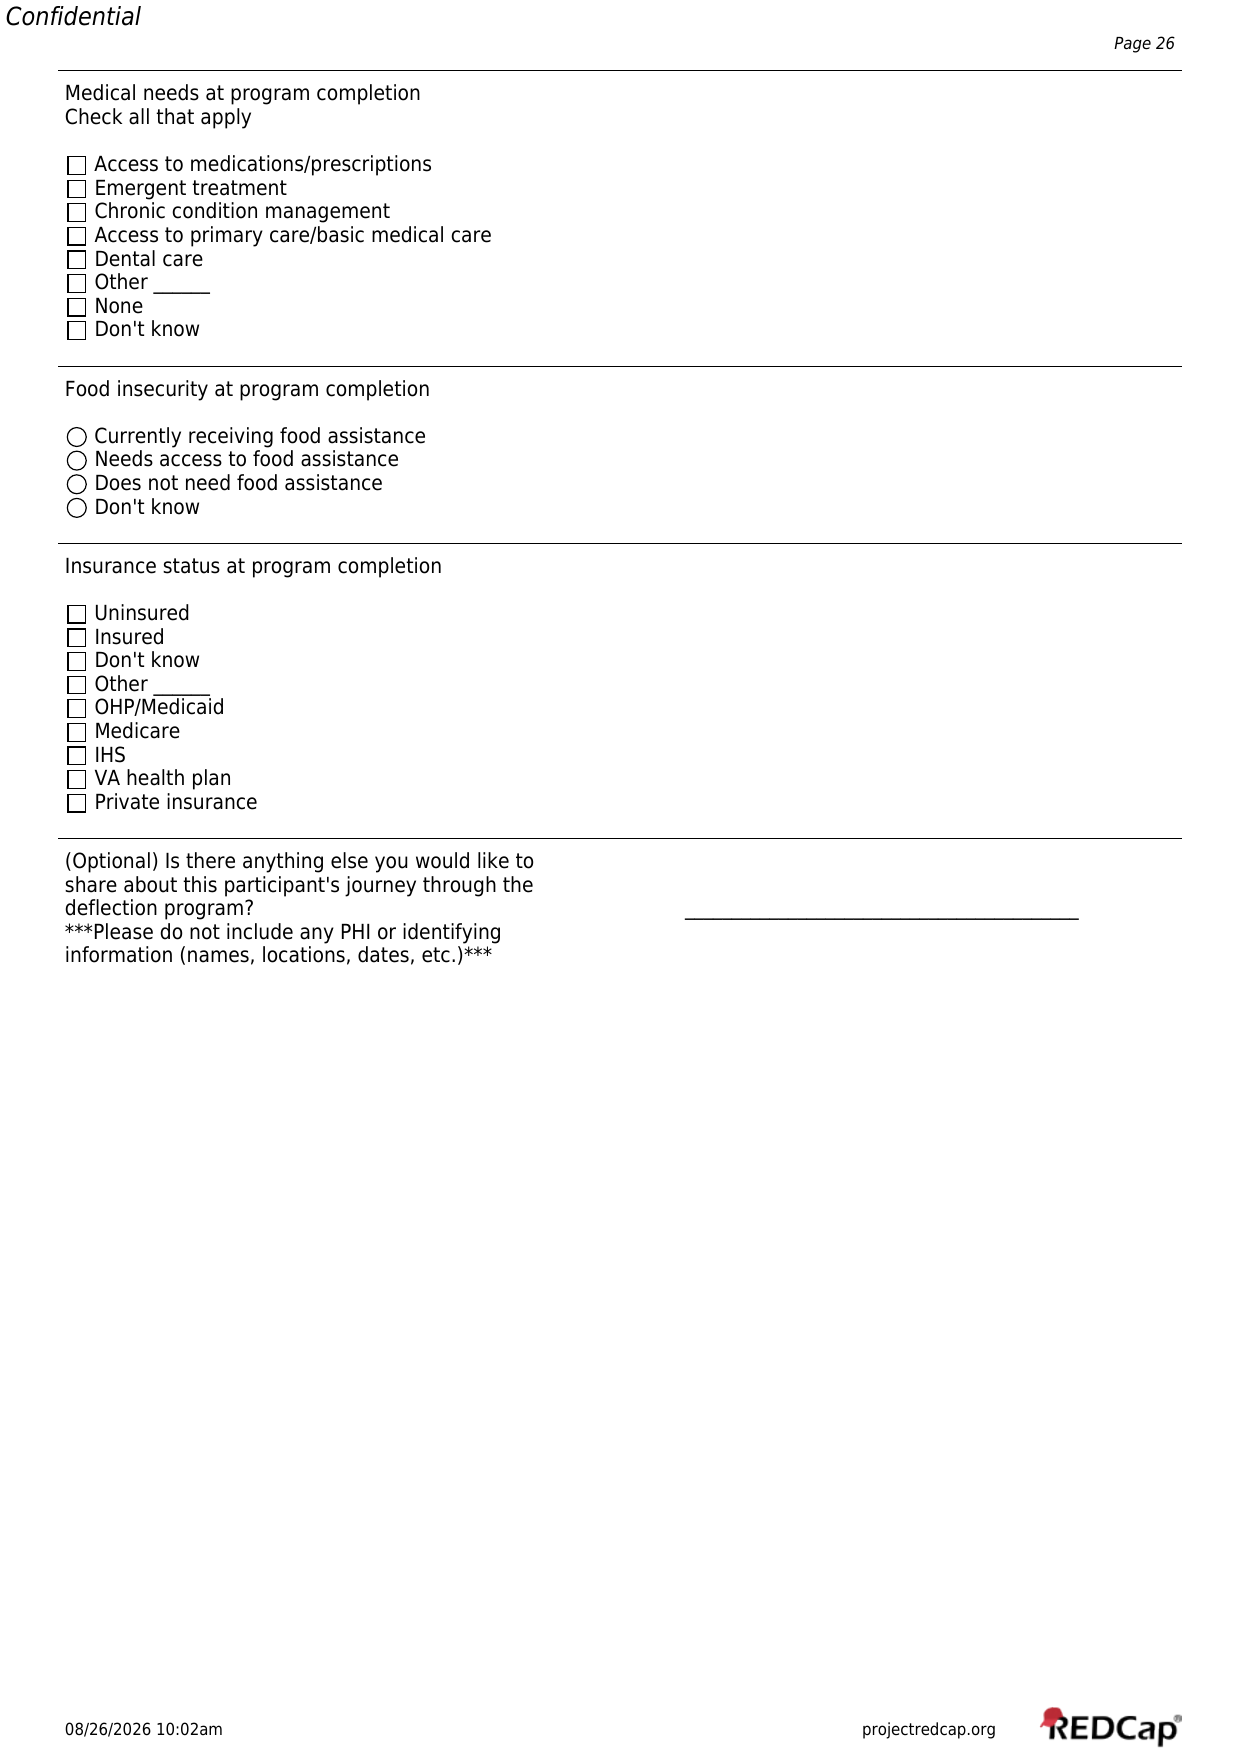 Confidential
Page 26
Medical needs at program completion
Check all that apply
Access to medications/prescriptions
Emergent treatment
Chronic condition management
Access to primary care/basic medical care
Dental care
Other ______
None
Don't know
Food insecurity at program completion
Currently receiving food assistance
Needs access to food assistance
Does not need food assistance
Don't know
Insurance status at program completion
Uninsured
Insured
Don't know
Other ______
OHP/Medicaid
Medicare
IHS
VA health plan
Private insurance
(Optional) Is there anything else you would like to
share about this participant's journey through the
deflection program?
***Please do not include any PHI or identifying
information (names, locations, dates, etc.)***
08/26/2026 10:02am
projectredcap.org
REDCap®